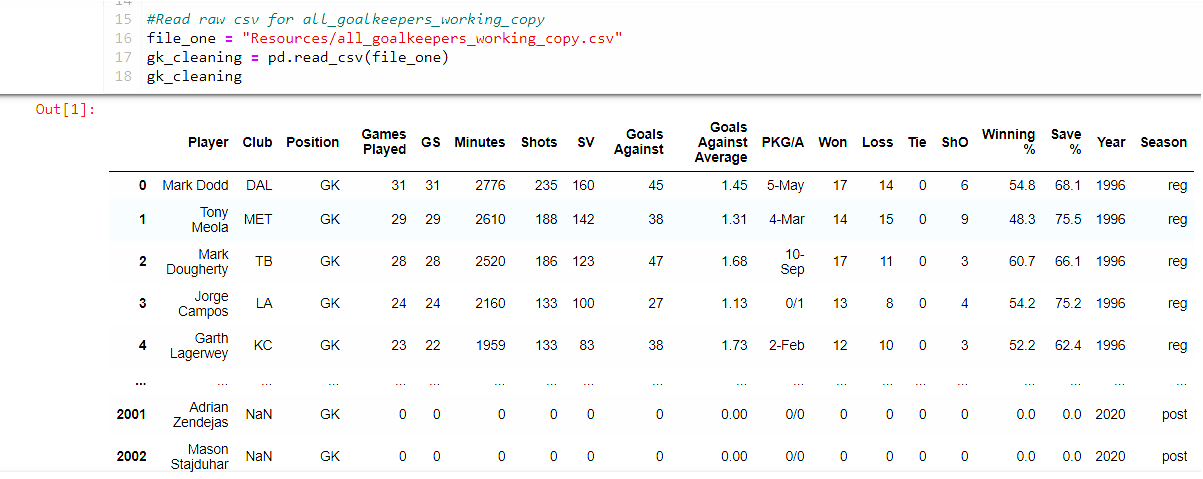 14
15 #Read raw csv for all_goalkeepers_working_copy
16 file_one = "Resources/all_goalkeepers_working_copy.csv"
17 gk_cleaning = pd.read_csv(file_one)
18 gk_cleaning
Out[1]:
Player Club Position Games Played GS Minutes Shots SV Goals Against Goals Against Average PKG/A Won Loss Tie ShO Winning % Save % Year Season
0 Mark Dodd DAL GK 31 31 2776 235 160 45 1.45 5-May 17 14 0 6 54.8 68.1 1996 reg
1 Tony Meola MET GK 29 29 2610 188 142 38 1.31 4-Mar 14 15 0 9 48.3 75.5 1996 reg
2 Mark Dougherty TB GK 28 28 2520 186 123 47 1.68 10-Sep 17 11 0 3 60.7 66.1 1996 reg
3 Jorge Campos LA GK 24 24 2160 133 100 27 1.13 0/1 13 8 0 4 54.2 75.2 1996 reg
4 Garth Lagerwey KC GK 23 22 1959 133 83 38 1.73 2-Feb 12 10 0 3 52.2 62.4 1996 reg
... ... ... ... ... ... ... ... ... ... ... ... ... ... ... ... ... ... ... ...
2001 Adrian Zendejas NaN GK 0 0 0 0 0 0 0.00 0/0 0 0 0 0 0.0 0.0 2020 post
2002 Mason Stajduhar NaN GK 0 0 0 0 0 0 0.00 0/0 0 0 0 0 0.0 0.0 2020 post